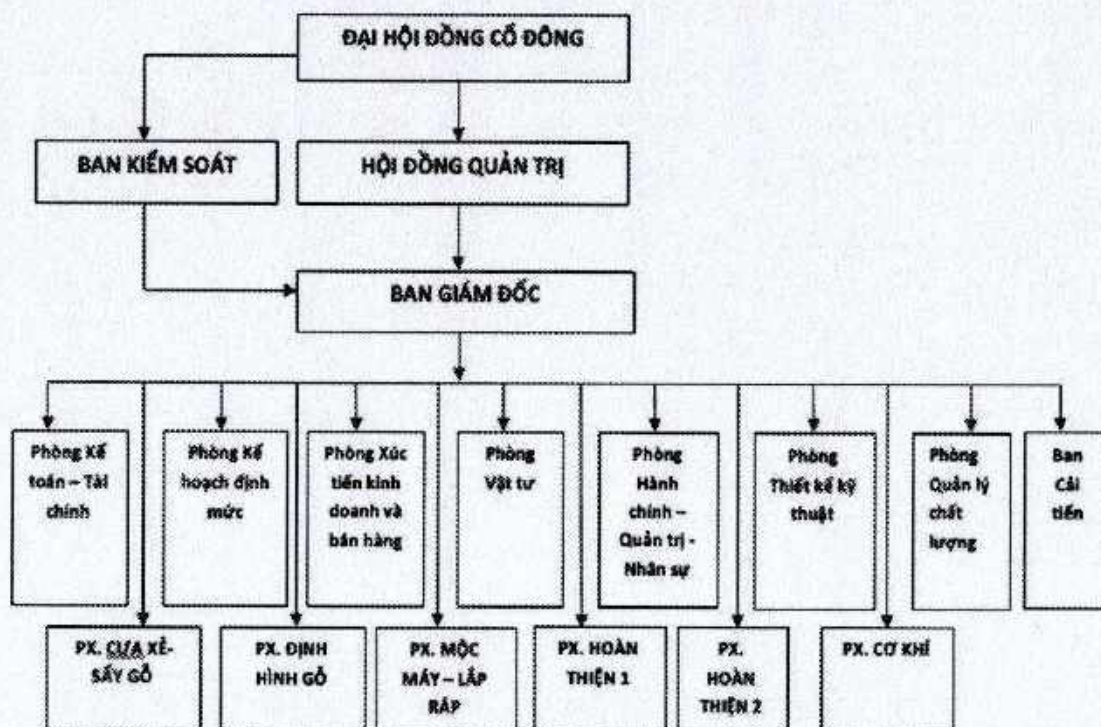 ĐẠI HỘI ĐỒNG CỔ ĐÔNG
BAN KIỂM SOÁT
HỘI ĐỒNG QUẢN TRỊ
BAN GIÁM ĐỐC
Phòng Kế
toán – Tài
chính
Phòng Kế
hoạch định
mức
Phòng Xúc
tiến kinh
doanh và
bán hàng
Phòng
Vật tư
Phòng
Hành
chính –
Quản trị -
Nhân sự
Phòng
Thiết kế kỹ
thuật
Phòng
Quản lý
chất
lượng
Ban
Cải
tiến
PX. CƯA XẺ-
SẤY GỖ
PX. ĐỊNH
HÌNH GỖ
PX. MỘC
MÁY – LẮP
RÁP
PX. HOÀN
THIỆN 1
PX.
HOÀN
THIỆN 2
PX. CƠ KHÍ